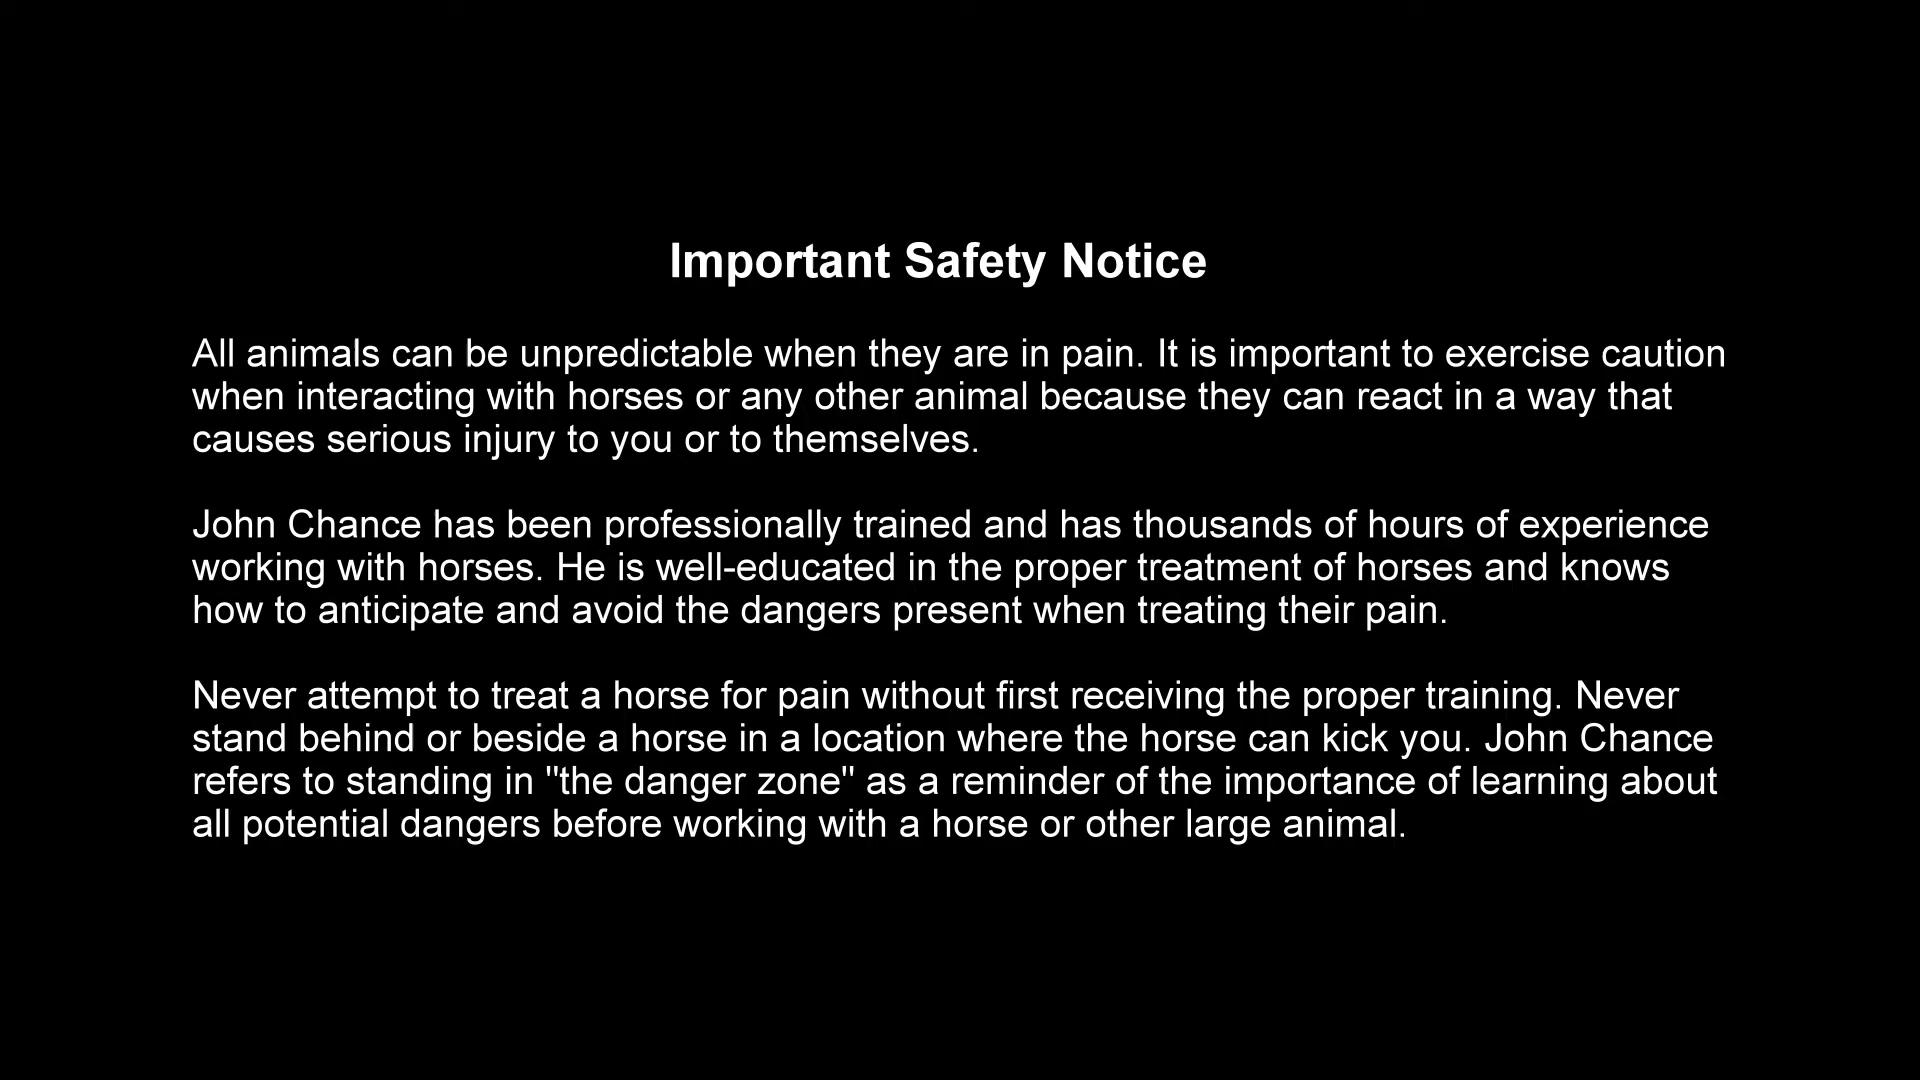 Important Safety Notice
All animals can be unpredictable when they are in pain. It is important to exercise caution
when interacting with horses or any other animal because they can react in a way that
causes serious injury to you or to themselves.
John Chance has been professionally trained and has thousands of hours of experience
working with horses. He is well-educated in the proper treatment of horses and knows
how to anticipate and avoid the dangers present when treating their pain.
Never attempt to treat a horse for pain without first receiving the proper training. Never
stand behind or beside a horse in a location where the horse can kick you. John Chance
refers to standing in "the danger zone" as a reminder of the importance of learning about
all potential dangers before working with a horse or other large animal.